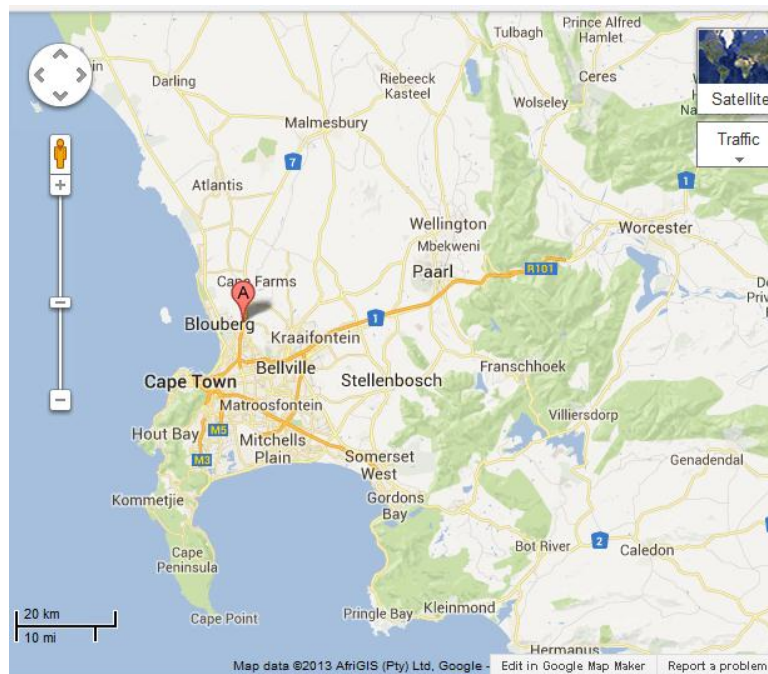 Prince Alfred
Hamlet
Tulbagh
Darling
Riebeeck
Kasteel
Ceres
Wolseley
Satellite
Malmesbury
Traffic
7
Atlantis
1
Wellington
Mbekweni
Worcester
Paarl
R101
Cape Farms
A
Blouberg
1
Kraaifontein
Bellville
Franschhoek
Cape Town
Stellenbosch
Matroosfontein
Villiersdorp
Hout Bay
M5
Mitchells
Plain
M3
Somerset
West
Genadendal
Kommetjie
Gordons
Bay
2
Bot River
Caledon
Cape
Peninsula
20 km
10 mi
Cape Point
Pringle Bay
Kleinmond
Hermanus
Map data ©2013 AfriGIS (Pty) Ltd, Google -
Edit in Google Map Maker
Report a problem